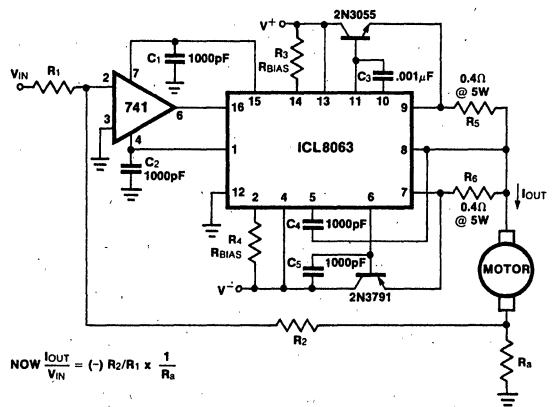 V+
2N3055
C1
1000pF
R3
RBIAS
C3
.001μF
0.4Ω
@ 5W
R5
VIN
R1
2
7
741
6
3
4
C2
1000pF
16
15
14
13
11
10
9
1
ICL8063
8
12
7
2
4
5
6
R6
0.4Ω
@ 5W
IOUT
R4
RBIAS
C4
1000pF
C5
1000pF
V-
2N3791
MOTOR
R2
Ra
NOW IOUT/VIN = (-) R2/R1 x 1/Ra